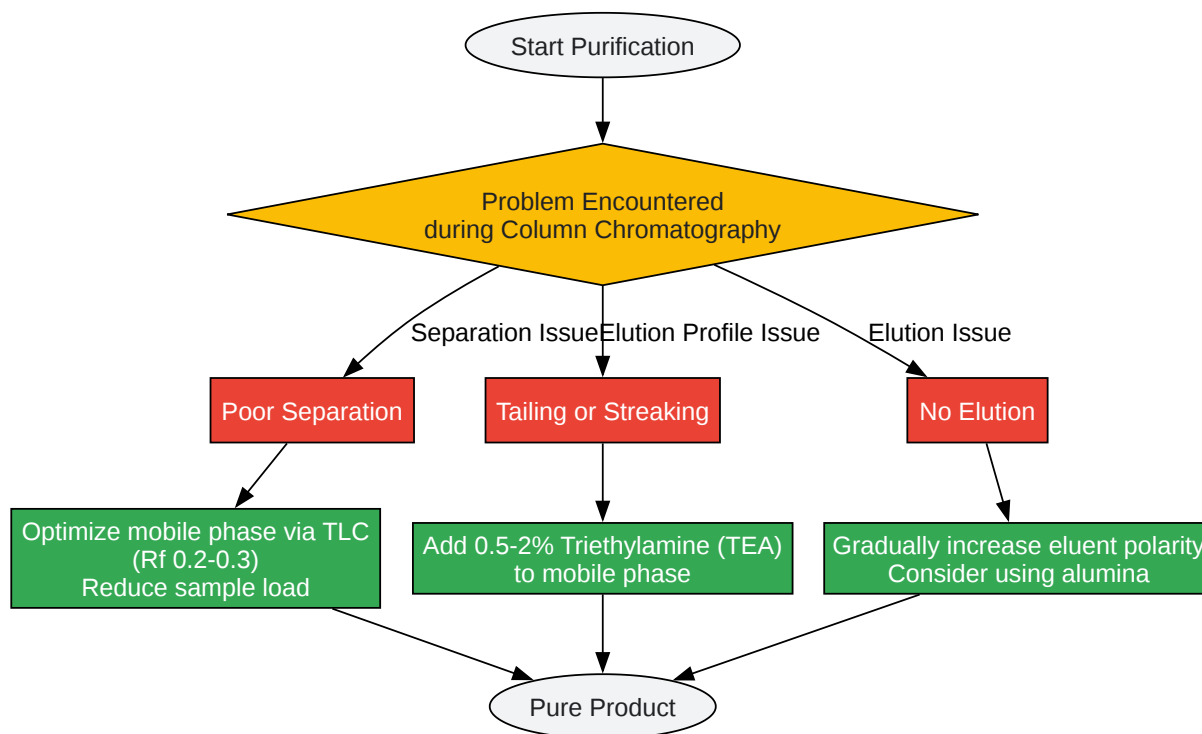 Start Purification
Problem Encountered
during Column Chromatography
Separation Issue
Elution Profile Issue
Elution Issue
Poor Separation
Tailing or Streaking
No Elution
Optimize mobile phase via TLC
(Rf 0.2-0.3)
Reduce sample load
Add 0.5-2% Triethylamine (TEA)
to mobile phase
Gradually increase eluent polarity
Consider using alumina
Pure Product